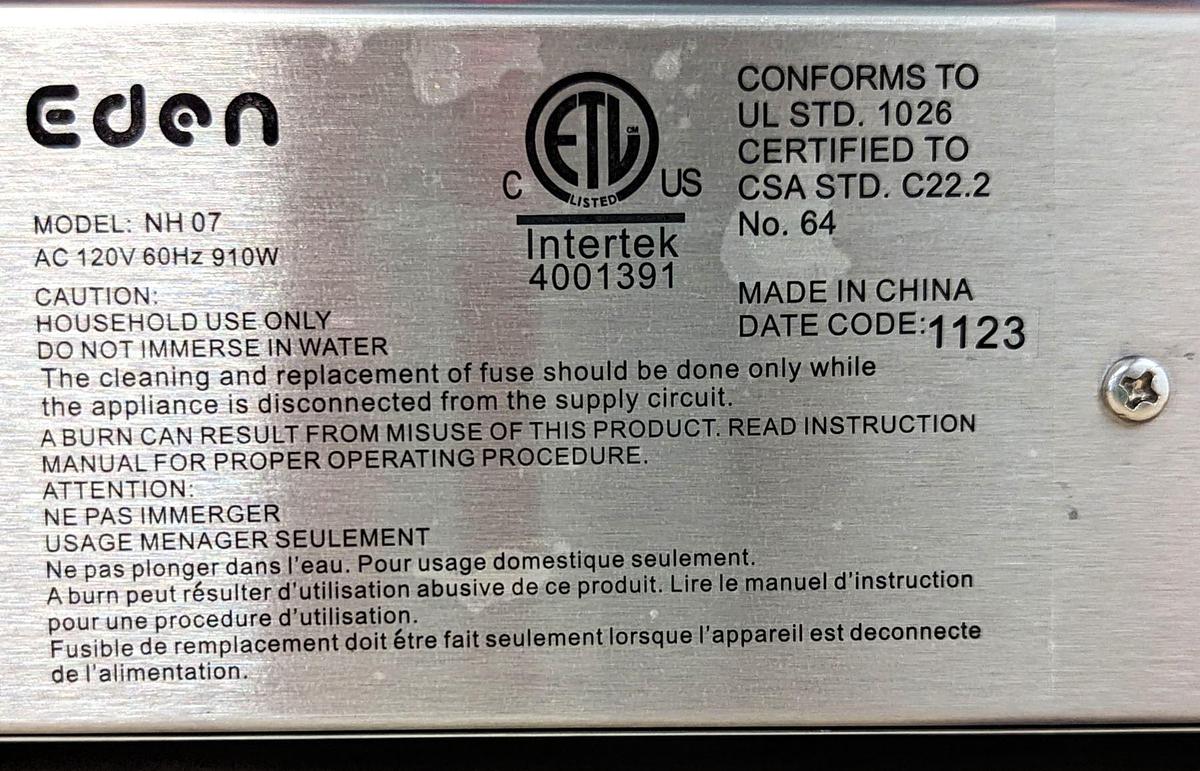 Eden
MODEL: NH 07
AC 120V 60Hz 910W
C ETL CM LISTED US
Intertek
4001391
CONFORMS TO
UL STD. 1026
CERTIFIED TO
CSA STD. C22.2
No. 64
MADE IN CHINA
DATE CODE:1123
CAUTION:
HOUSEHOLD USE ONLY
DO NOT IMMERSE IN WATER
The cleaning and replacement of fuse should be done only while
the appliance is disconnected from the supply circuit.
A BURN CAN RESULT FROM MISUSE OF THIS PRODUCT. READ INSTRUCTION
MANUAL FOR PROPER OPERATING PROCEDURE.
ATTENTION:
NE PAS IMMERGER
USAGE MENAGER SEULEMENT
Ne pas plonger dans l'eau. Pour usage domestique seulement.
A burn peut résulter d'utilisation abusive de ce produit. Lire le manuel d'instruction
pour une procedure d'utilisation.
Fusible de remplacement doit étre fait seulement lorsque l'appareil est deconnecte
de l'alimentation.